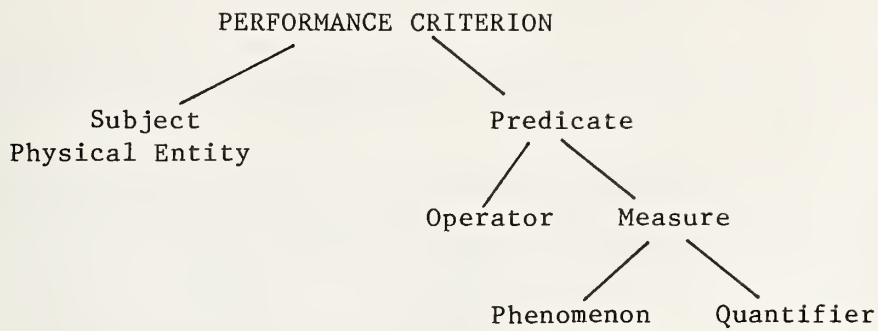 PERFORMANCE CRITERION
Subject
Physical Entity
Predicate
Operator
Measure
Phenomenon
Quantifier